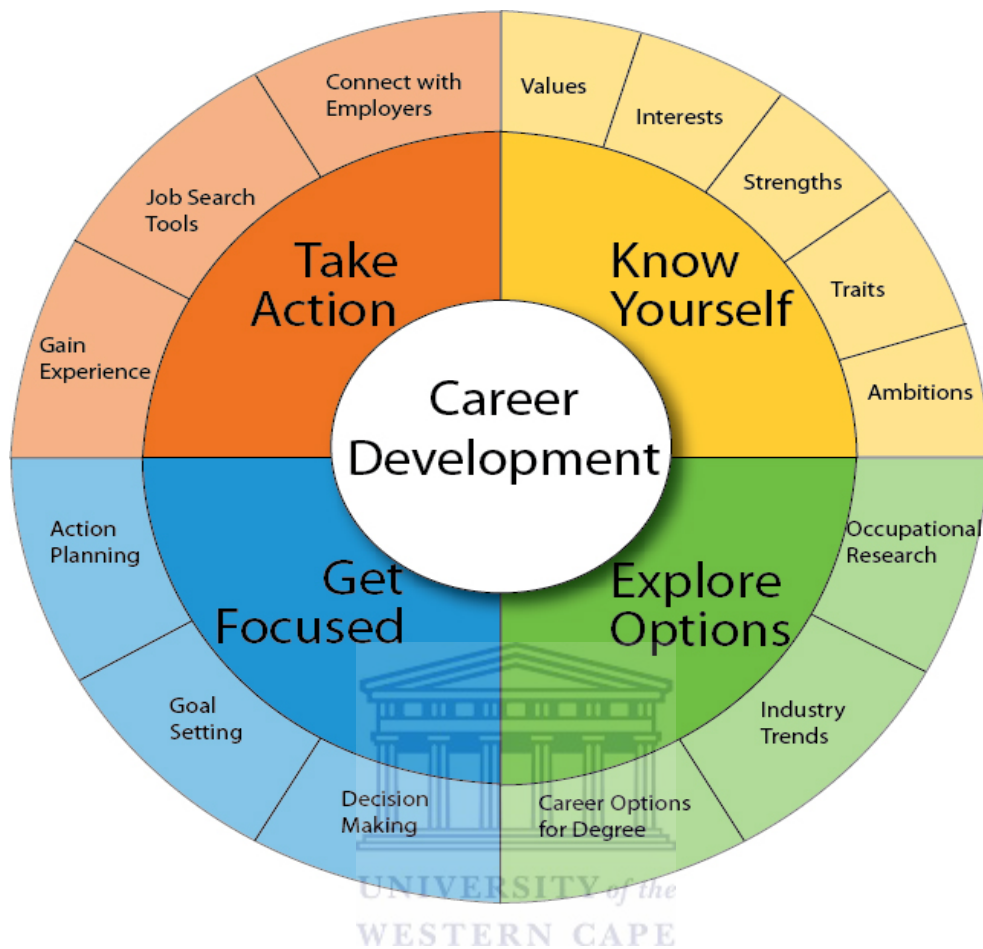 Career
Development
Know
Yourself
Values
Interests
Strengths
Traits
Ambitions
Explore
Options
Occupational
Research
Industry
Trends
Career Options
for Degree
Get
Focused
Decision
Making
Goal
Setting
Action
Planning
Take
Action
Gain
Experience
Job Search
Tools
Connect with
Employers
UNIVERSITY of the
WESTERN CAPE